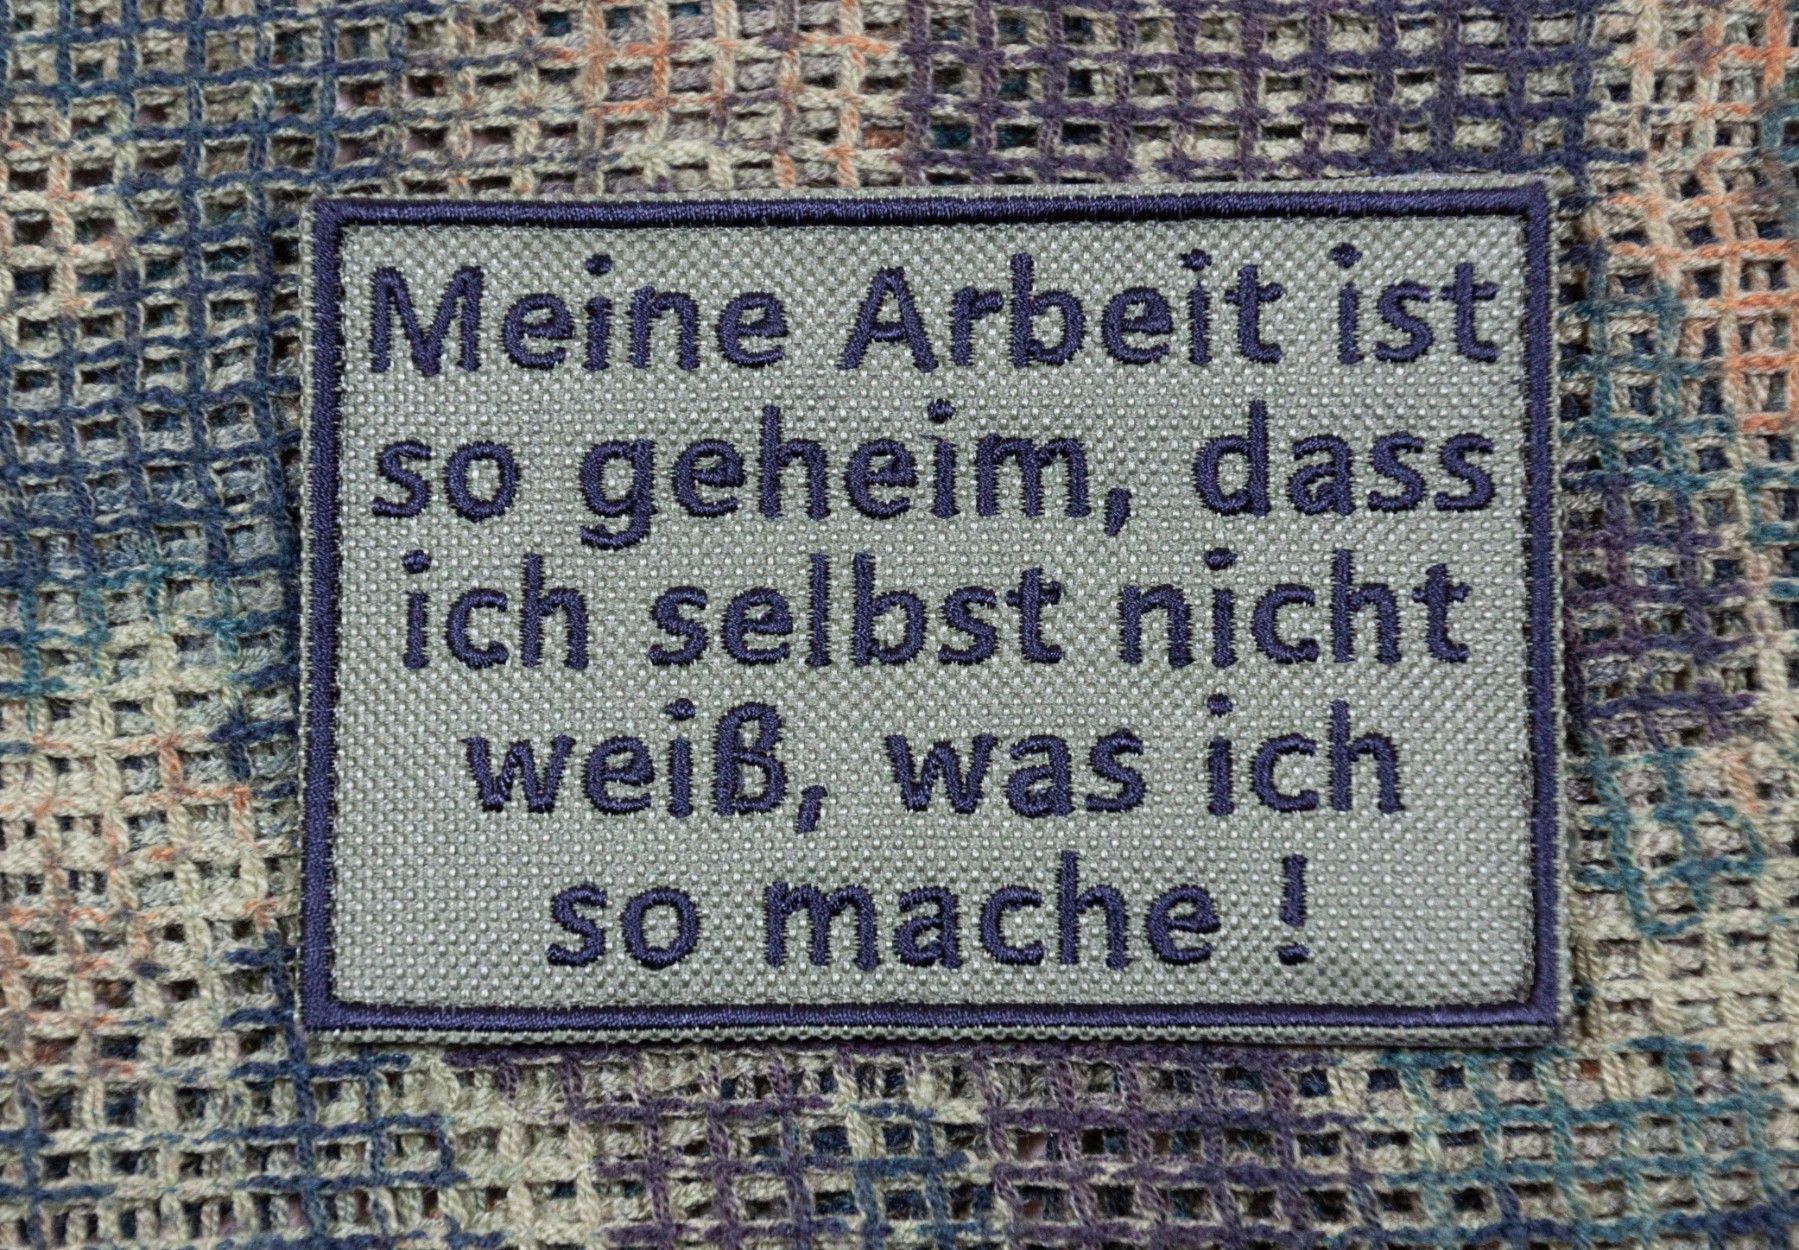 Meine Arbeit ist
so geheim, dass
ich selbst nicht
weiß, was ich
so mache !